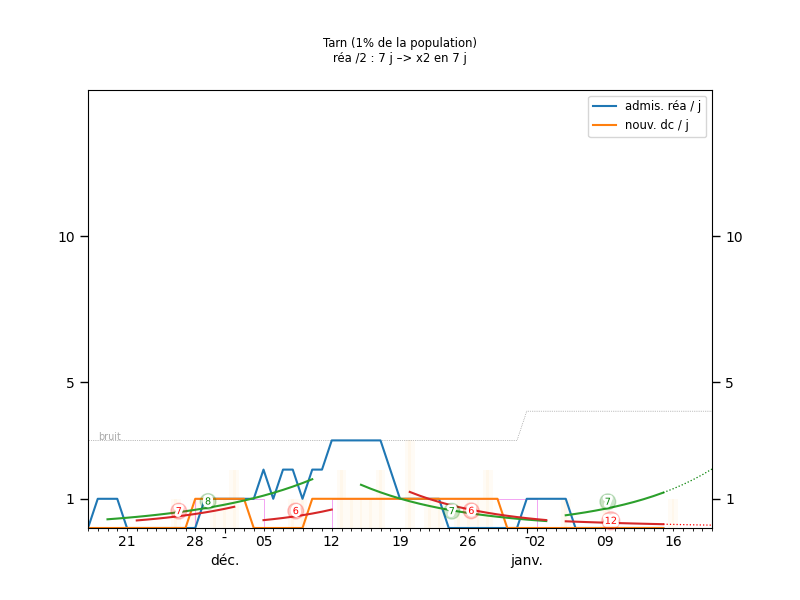 Tarn (1% de la population)
réa /2 : 7 j –> x2 en 7 j
admis. réa / j
nouv. dc / j
10 10
5 5
bruit
1 1
8 7
7 6 7 6 12
21 28 05 12 19 26 02 09 16
déc. janv.